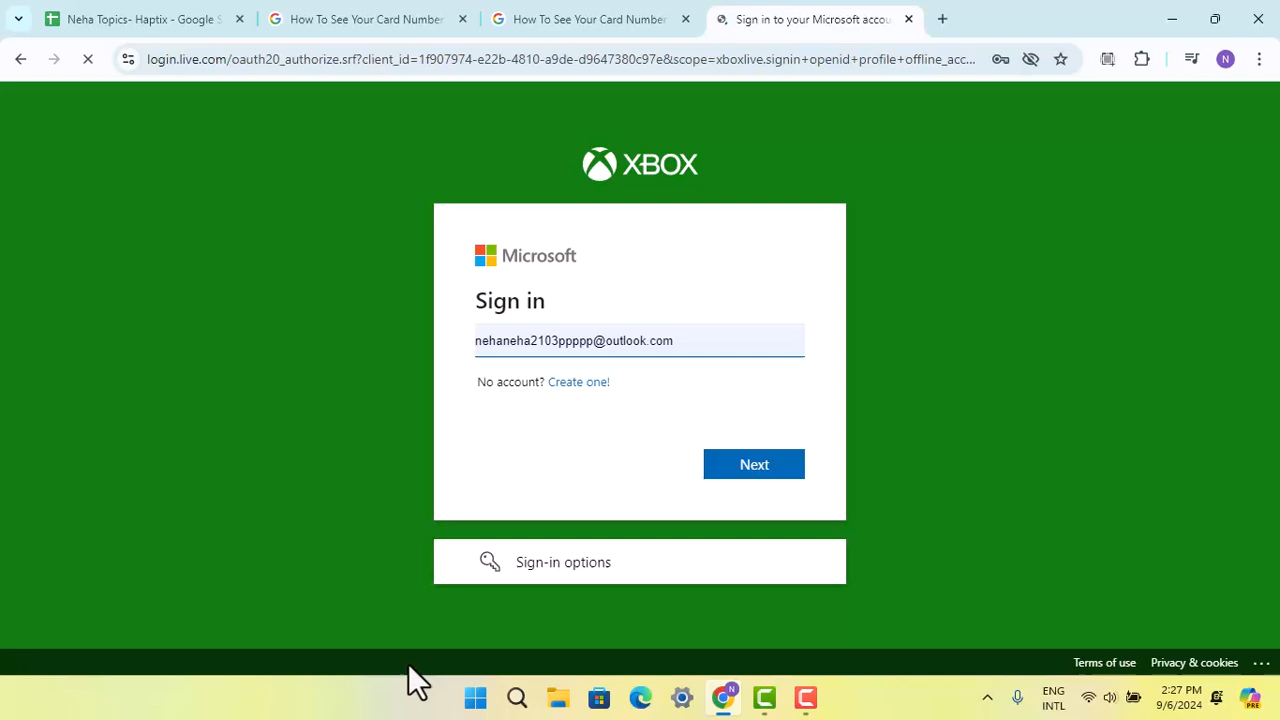 Neha Topics- Haptix - Google S
How To See Your Card Number
How To See Your Card Number
Sign in to your Microsoft accou
login.live.com/oauth20_authorize.srf?client_id=1f907974-e22b-4810-a9de-d9647380c97e&scope=xboxlive.signin+openid+profile+offline_acc...
N
XBOX
Microsoft
Sign in
nehaneha2103ppppp@outlook.com
No account? Create one!
Next
Sign-in options
Terms of use
Privacy & cookies
...
N
ENG
INTL
2:27 PM
9/6/2024
PRE